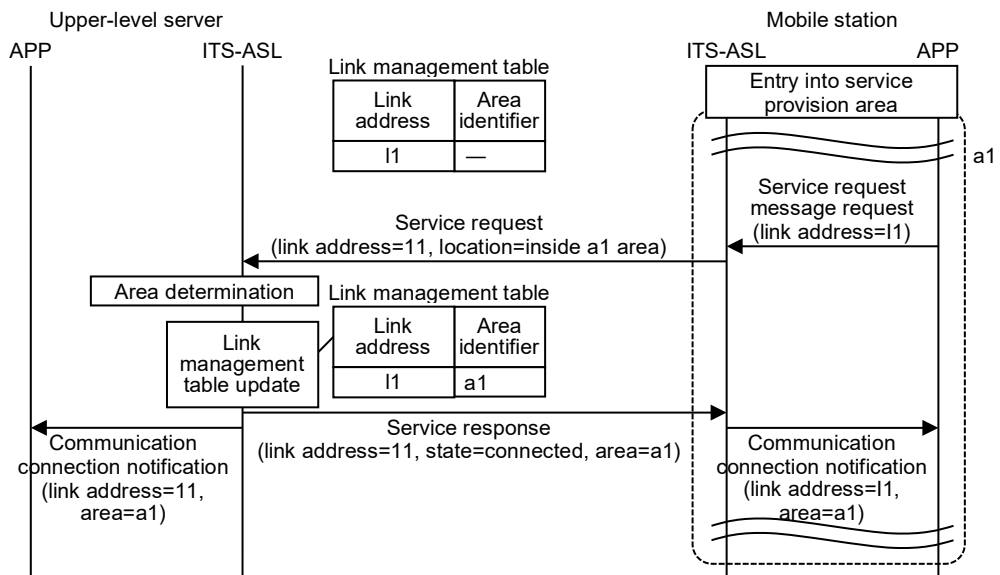 Upper-level server
Mobile station
APP
ITS-ASL
ITS-ASL
APP
Link management table
Link
address
Area
identifier
l1
—
Entry into service
provision area
a1
Service request
message request
(link address=l1)
Service request
(link address=11, location=inside a1 area)
Area determination
Link management table
Link
address
Area
identifier
l1
a1
Link
management
table update
Service response
(link address=11, state=connected, area=a1)
Communication
connection notification
(link address=11,
area=a1)
Communication
connection notification
(link address=l1,
area=a1)